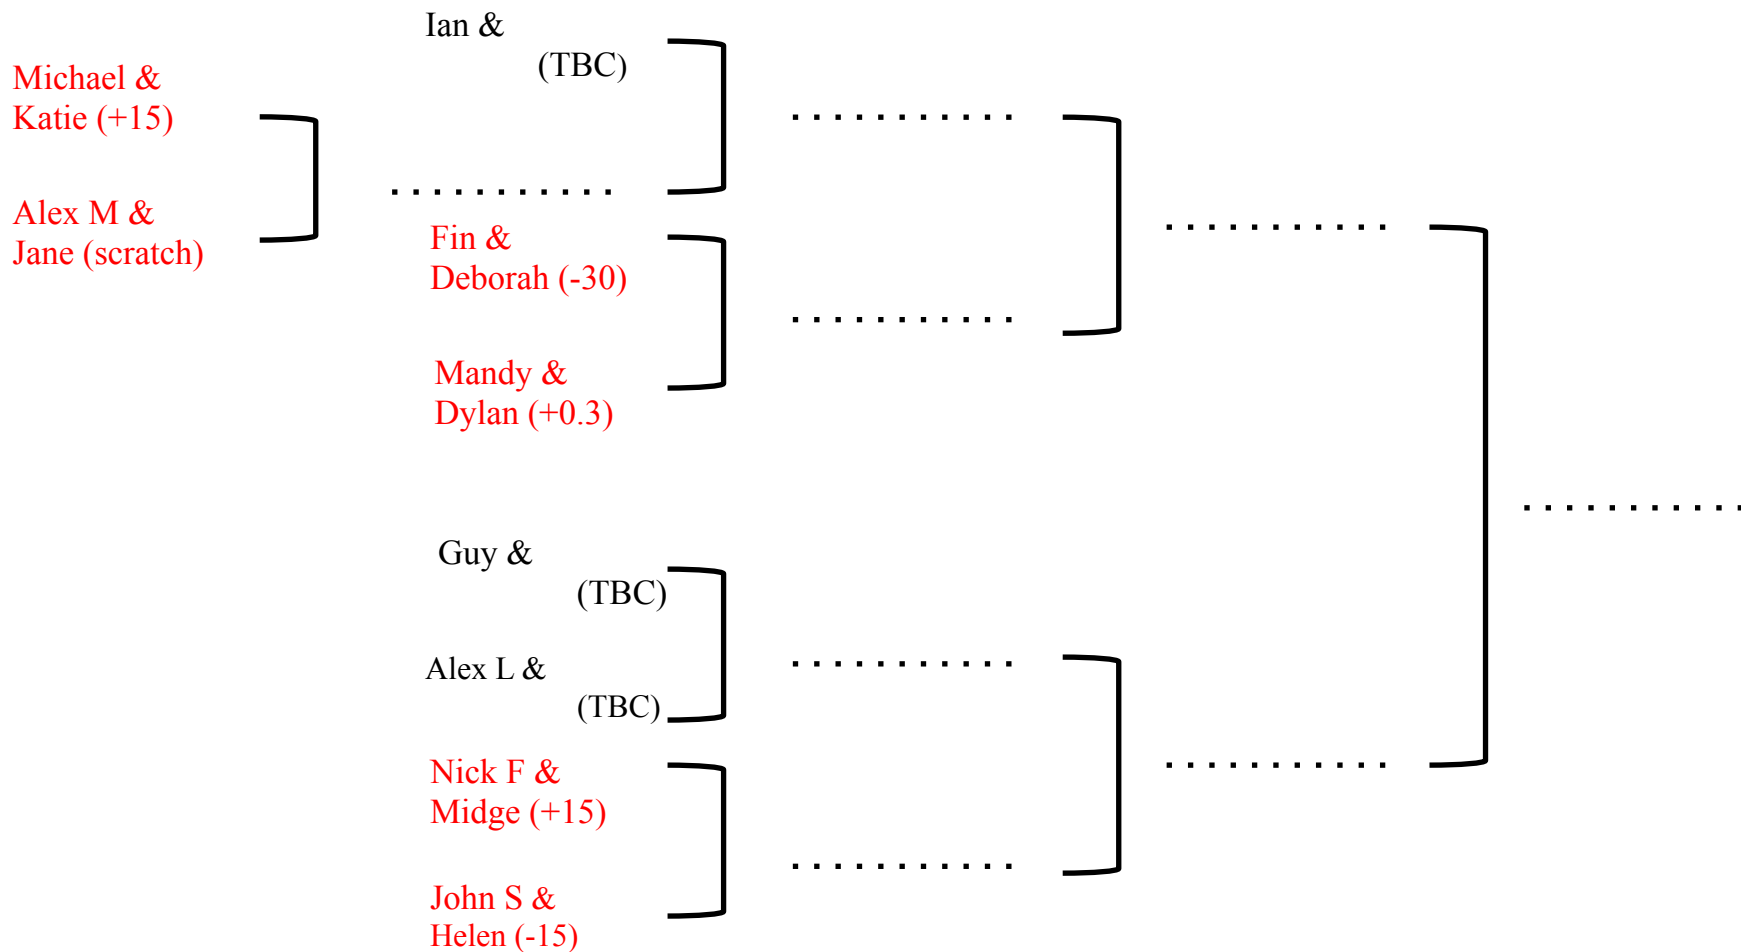 Michael &
Katie (+15)
Alex M &
Jane (scratch)
Ian &
(TBC)
. . . . . . . . . . .
Fin &
Deborah (-30)
Mandy &
Dylan (+0.3)
Guy &
(TBC)
Alex L &
(TBC)
Nick F &
Midge (+15)
John S &
Helen (-15)
. . . . . . . . . . .
. . . . . . . . . . .
. . . . . . . . . . .
. . . . . . . . . . .
. . . . . . . . . . .
. . . . . . . . . . .
. . . . . . . . . . .